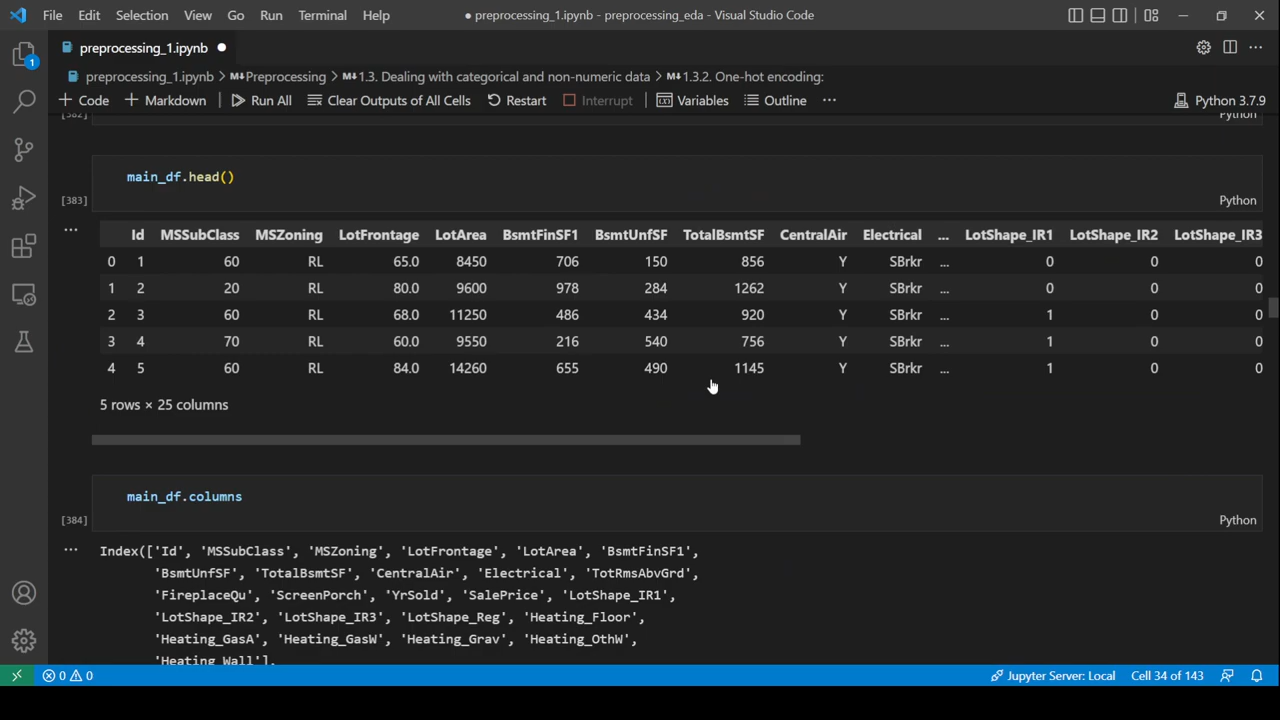 File Edit Selection View Go Run Terminal Help ● preprocessing_1.ipynb - preprocessing_eda - Visual Studio Code
preprocessing_1.ipynb ●
1
preprocessing_1.ipynb > M↓Preprocessing > M↓1.3. Dealing with categorical and non-numeric data > M↓1.3.2. One-hot encoding:
+ Code + Markdown Run All Clear Outputs of All Cells Restart Interrupt Variables Outline ··· Python 3.7.9
[382] Python
main_df.head()
[383] Python
... Id MSSubClass MSZoning LotFrontage LotArea BsmtFinSF1 BsmtUnfSF TotalBsmtSF CentralAir Electrical ... LotShape_IR1 LotShape_IR2 LotShape_IR3
0 1 60 RL 65.0 8450 706 150 856 Y SBrkr ... 0 0 0
1 2 20 RL 80.0 9600 978 284 1262 Y SBrkr ... 0 0 0
2 3 60 RL 68.0 11250 486 434 920 Y SBrkr ... 1 0 0
3 4 70 RL 60.0 9550 216 540 756 Y SBrkr ... 1 0 0
4 5 60 RL 84.0 14260 655 490 1145 Y SBrkr ... 1 0 0
5 rows × 25 columns
main_df.columns
[384] Python
... Index(['Id', 'MSSubClass', 'MSZoning', 'LotFrontage', 'LotArea', 'BsmtFinSF1',
'BsmtUnfSF', 'TotalBsmtSF', 'CentralAir', 'Electrical', 'TotRmsAbvGrd',
'FireplaceQu', 'ScreenPorch', 'YrSold', 'SalePrice', 'LotShape_IR1',
'LotShape_IR2', 'LotShape_IR3', 'LotShape_Reg', 'Heating_Floor',
'Heating_GasA', 'Heating_GasW', 'Heating_Grav', 'Heating_OthW',
'Heating_Wall'],
0 0 Jupyter Server: Local Cell 34 of 143